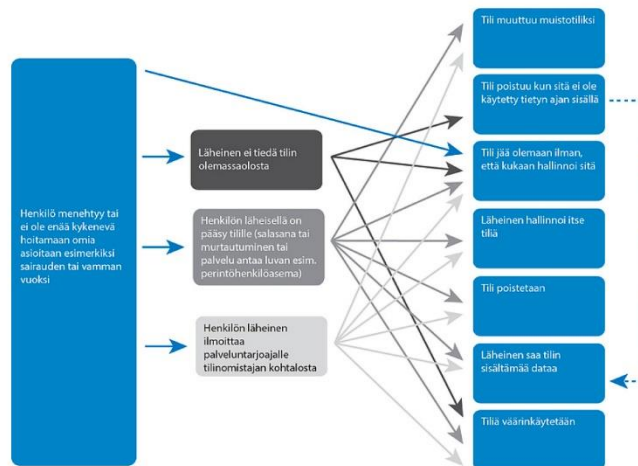 Henkilö menehtyy tai
ei ole enää kykenevä
hoitamaan omia
asioitaan esimerkiksi
sairauden tai vamman
vuoksi
Läheinen ei tiedä tilin
olemassaolosta
Henkilön läheisellä on
pääsy tilille (salasana tai
murtautuminen tai
palvelu antaa luvan esim.
perintöhenkilöasema)
Henkilön läheinen
ilmoittaa
palveluntarjoajalle
tilinomistajan kohtalosta
Tili muuttuu muistotiliksi
Tili poistuu kun sitä ei ole
käytetty tietyn ajan sisällä
Tili jää olemaan ilman,
että kukaan hallinnoi sitä
Läheinen hallinnoi itse
tiliä
Tili poistetaan
Läheinen saa tilin
sisältämää dataa
Tiliä väärinkäytetään